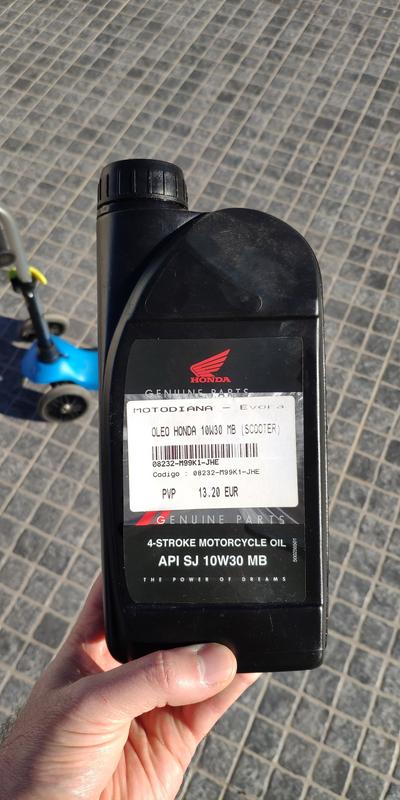 HONDA
GENUINE PARTS
MOTODIANA - Evora
OLEO HONDA 10W30 MB (SCOOTER)
08232-M99K1-JHE
Codigo : 08232-M99K1-JHE
PVP 13.20 EUR
GENUINE PARTS
4-STROKE MOTORCYCLE OIL
API SJ 10W30 MB
THE POWER OF DREAMS